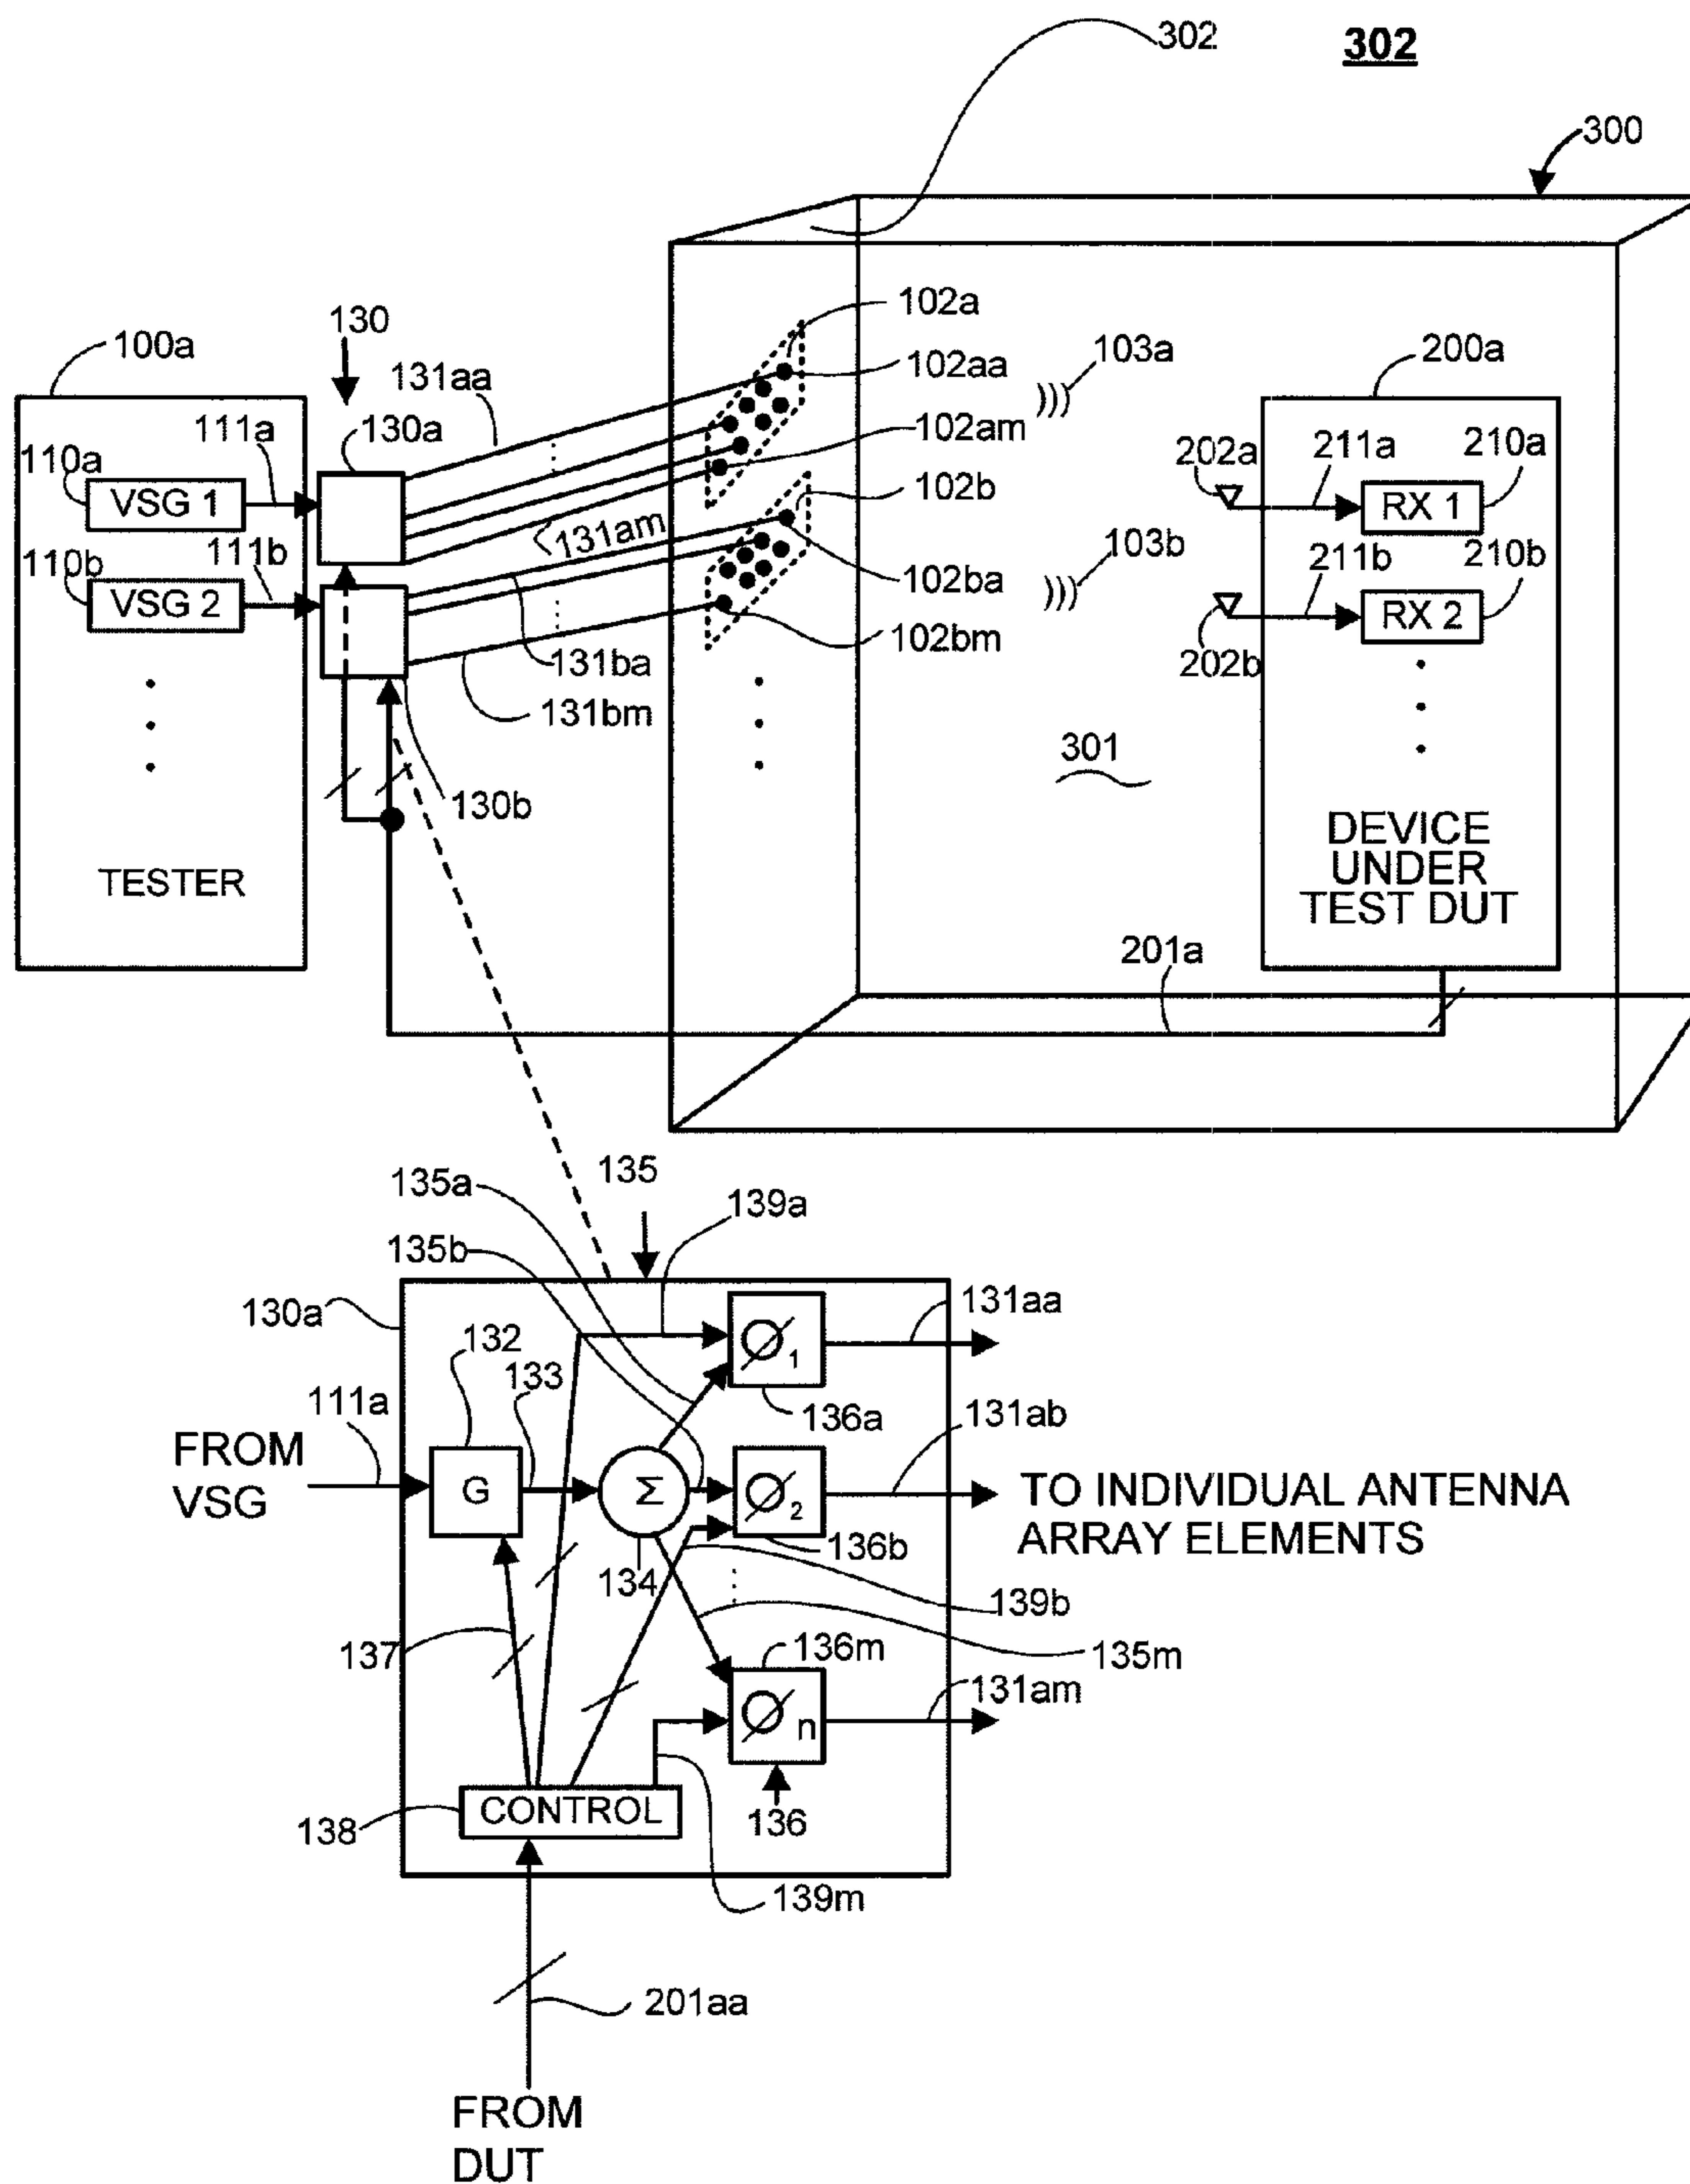 302
302
300
102a
130
103a
100a
102aa
200a
131aa
111a
130a
102am
202a
211a
210a
110a
VSG 1
RX 1
102b
131am
103b
110b
111b
211b
210b
VSG 2
102ba
RX 2
102bm
202b
131ba
131bm
301
130b
DEVICE
UNDER
TEST DUT
TESTER
201a
135
135a
139a
135b
130a
131aa
132
Ø1
133
111a
136a
131ab
FROM
VSG
G
Σ
Ø2
TO INDIVIDUAL ANTENNA
ARRAY ELEMENTS
136b
134
139b
137
136m
135m
131am
Øn
CONTROL
138
136
139m
201aa
FROM
DUT